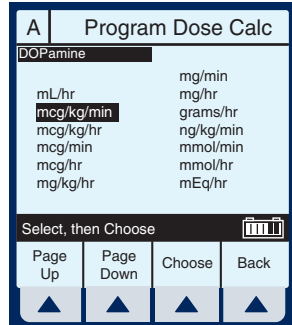 A Program Dose Calc
DOPamine
mL/hr
mcg/kg/min
mcg/kg/hr
mcg/min
mcg/hr
mg/kg/hr
mg/min
mg/hr
grams/hr
ng/kg/min
mmol/min
mmol/hr
mEq/hr
Select, then Choose
Page Up
Page Down
Choose
Back